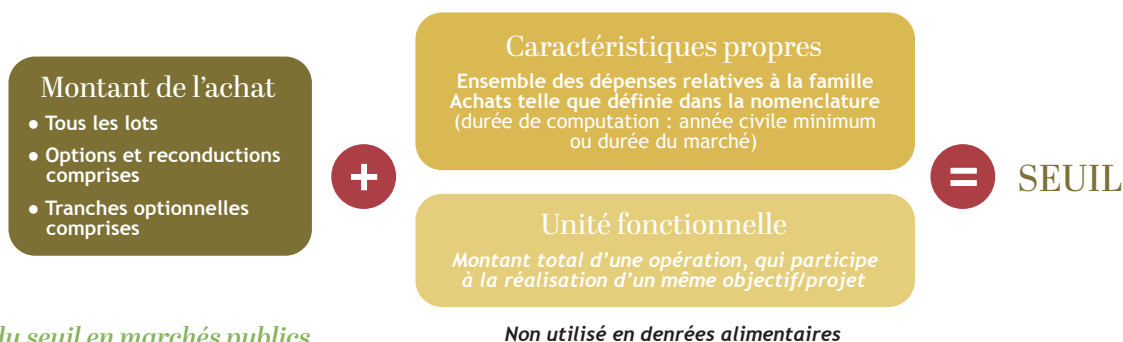 Montant de l'achat
● Tous les lots
● Options et reconductions
comprises
● Tranches optionnelles
comprises
+
Caractéristiques propres
Ensemble des dépenses relatives à la famille
Achats telle que définie dans la nomenclature
(durée de computation : année civile minimum
ou durée du marché)
Unité fonctionnelle
Montant total d'une opération, qui participe
à la réalisation d'un même objectif/projet
= SEUIL
du seuil en marchés publics
Non utilisé en denrées alimentaires